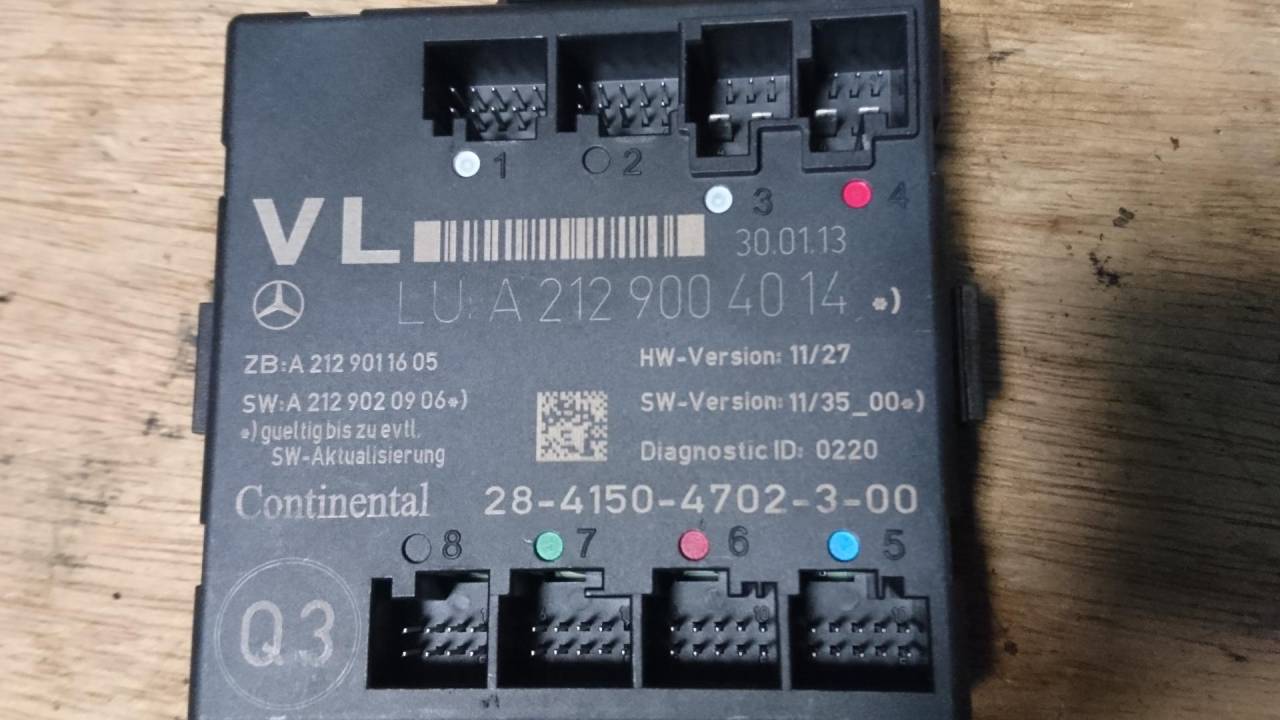 1 2
3 4
VL 30.01.13
LU: A 212 900 40 14 *)
ZB:A 212 901 16 05 HW-Version: 11/27
SW:A 212 902 09 06*) SW-Version: 11/35_00*)
*) gueltig bis zu evtl.
SW-Aktualisierung Diagnostic ID: 0220
Continental 28-4150-4702-3-00
8 7 6 5
Q3